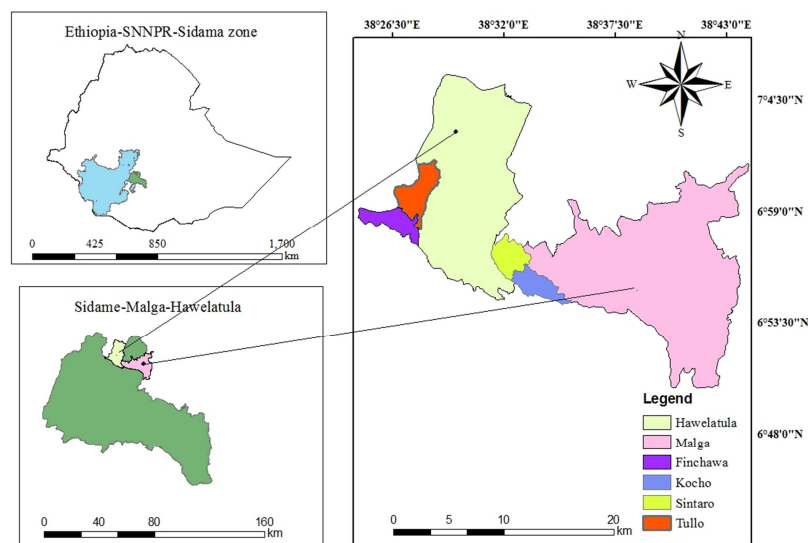 Ethiopia-SNNPR-Sidama zone
0 425 850 1,700
km
Sidame-Malga-Hawelatula
0 20 40 80 160
km
38°26'30"E 38°32'0"E 38°37'30"E 38°43'0"E
N
W E
S
7°4'30"N
6°59'0"N
6°53'30"N
6°48'0"N
Legend
Hawelatula
Malga
Finchawa
Kocho
Sintaro
Tullo
0 5 10 20
km